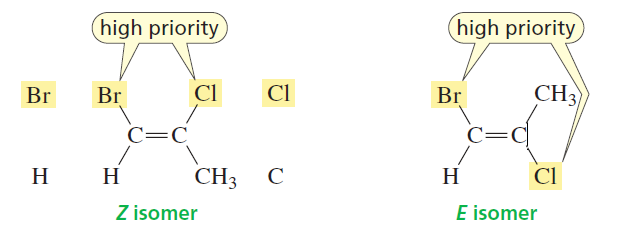 high priority high priority
Br Br Cl Cl Br CH3
C=C C=C
H H CH3 C H Cl
Z isomer E isomer